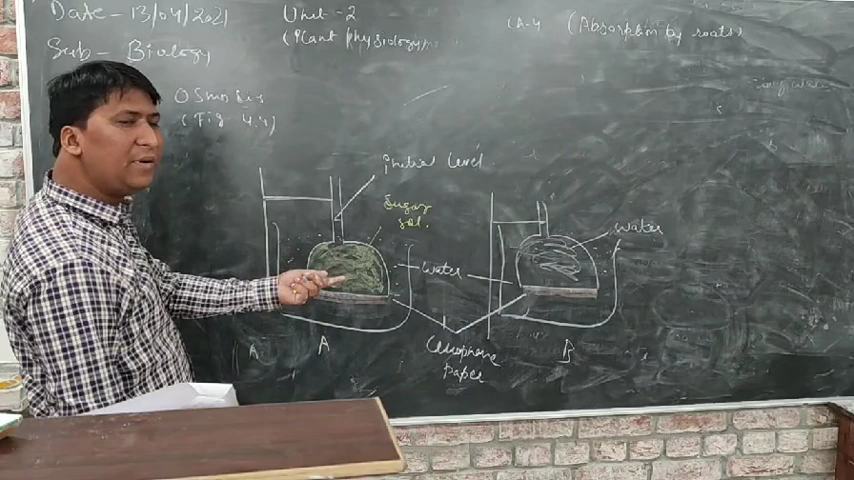 Date - 13/04/2021
Sub - Biology
Unit - 2
(Plant Physiology)
CA-4 (Absorption by roots)
Osmosis
(Fig. 4.4)
Initial Level
Sugar
sol.
water
water
Cellophane
paper
A
A
B